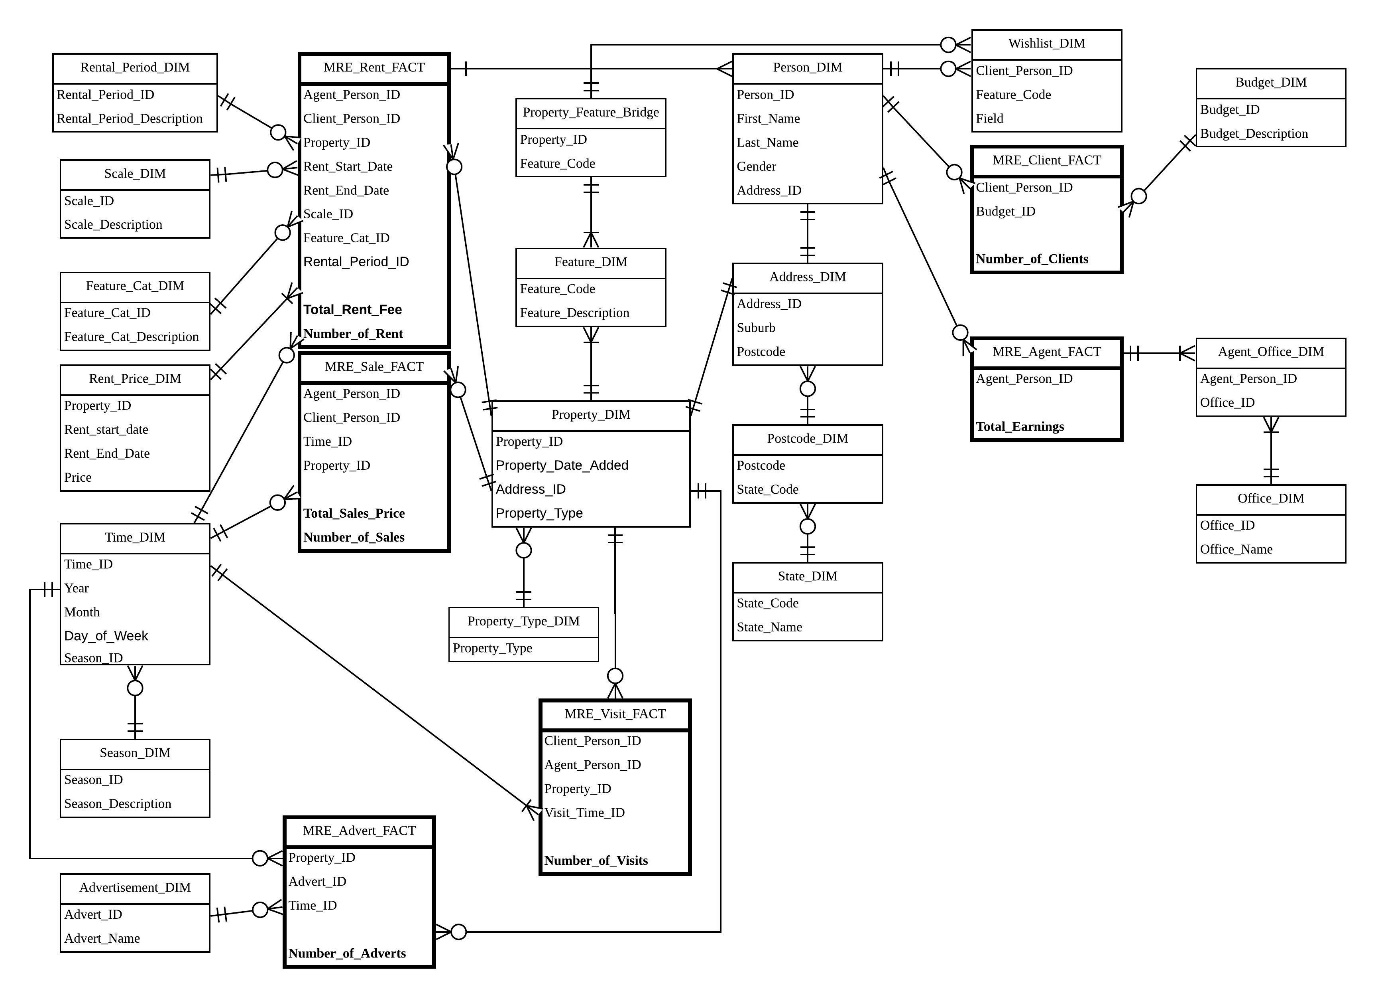 Rental_Period_DIM
Rental_Period_ID
Rental_Period_Description
Scale_DIM
Scale_ID
Scale_Description
Feature_Cat_DIM
Feature_Cat_ID
Feature_Cat_Description
Rent_Price_DIM
Property_ID
Rent_start_date
Rent_End_Date
Price
Time_DIM
Time_ID
Year
Month
Day_of_Week
Season_ID
Season_DIM
Season_ID
Season_Description
Advertisement_DIM
Advert_ID
Advert_Name
MRE_Rent_FACT
Agent_Person_ID
Client_Person_ID
Property_ID
Rent_Start_Date
Rent_End_Date
Scale_ID
Feature_Cat_ID
Rental_Period_ID
Total_Rent_Fee
Number_of_Rent
MRE_Sale_FACT
Agent_Person_ID
Client_Person_ID
Time_ID
Property_ID
Total_Sales_Price
Number_of_Sales
MRE_Advert_FACT
Property_ID
Advert_ID
Time_ID
Number_of_Adverts
Property_Feature_Bridge
Property_ID
Feature_Code
Feature_DIM
Feature_Code
Feature_Description
Property_DIM
Property_ID
Property_Date_Added
Address_ID
Property_Type
Property_Type_DIM
Property_Type
MRE_Visit_FACT
Client_Person_ID
Agent_Person_ID
Property_ID
Visit_Time_ID
Number_of_Visits
Person_DIM
Person_ID
First_Name
Last_Name
Gender
Address_ID
Address_DIM
Address_ID
Suburb
Postcode
Postcode_DIM
Postcode
State_Code
State_DIM
State_Code
State_Name
Wishlist_DIM
Client_Person_ID
Feature_Code
Field
MRE_Client_FACT
Client_Person_ID
Budget_ID
Number_of_Clients
MRE_Agent_FACT
Agent_Person_ID
Total_Earnings
Budget_DIM
Budget_ID
Budget_Description
Agent_Office_DIM
Agent_Person_ID
Office_ID
Office_DIM
Office_ID
Office_Name